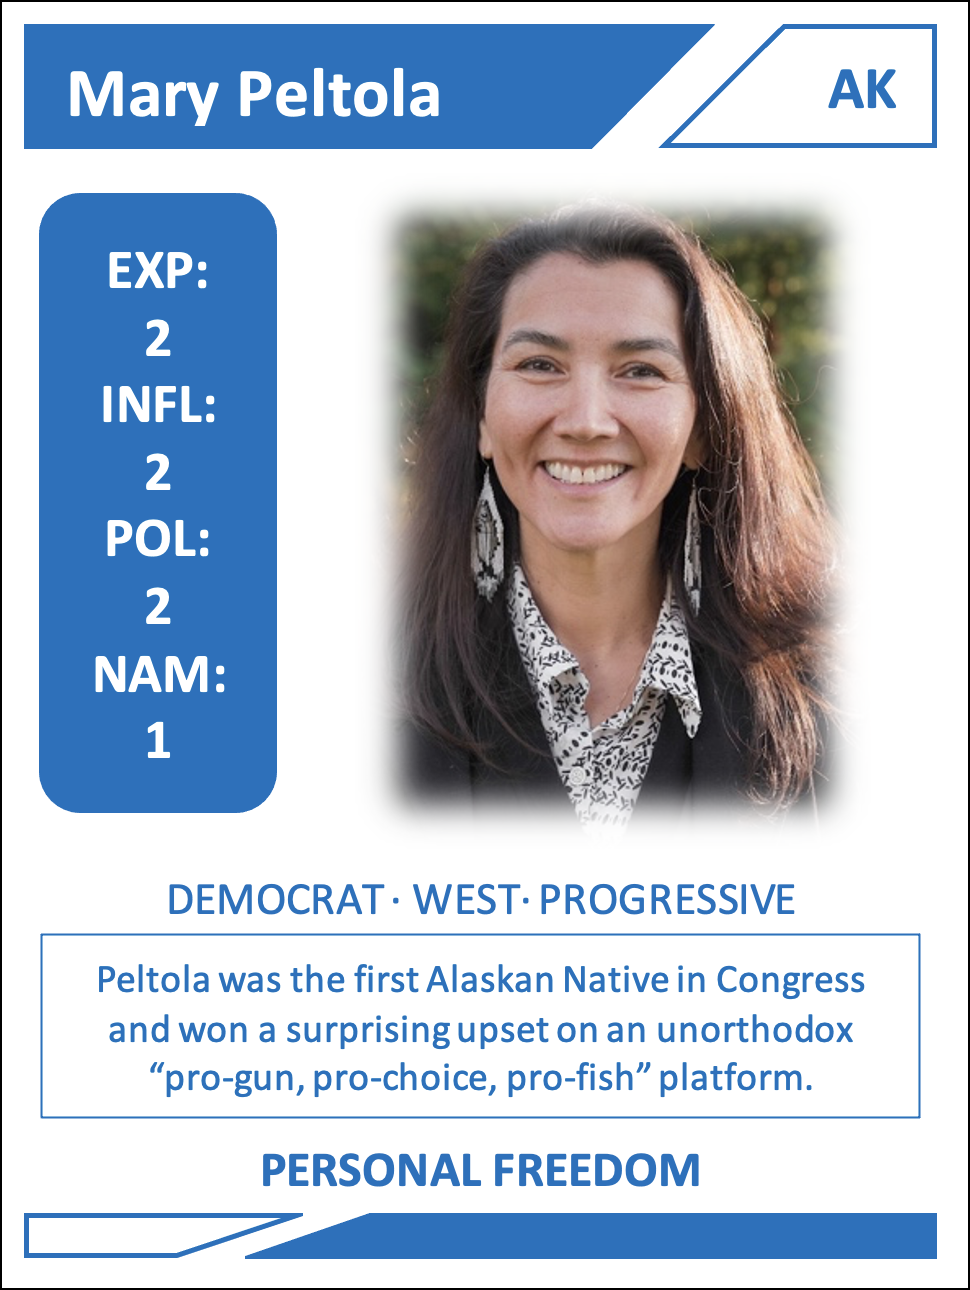 Mary Peltola
AK
EXP:
2
INFL:
2
POL:
2
NAM:
1
DEMOCRAT · WEST· PROGRESSIVE
Peltola was the first Alaskan Native in Congress
and won a surprising upset on an unorthodox
“pro-gun, pro-choice, pro-fish” platform.
PERSONAL FREEDOM